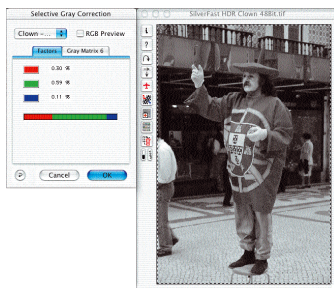 Selective Gray Correction
Clown -...
RGB Preview
Factors
Gray Matrix 6
0.30 %
0.59 %
0.11 %
Cancel
OK
SilverFast HDR Clown 48Bit.tif
i
?